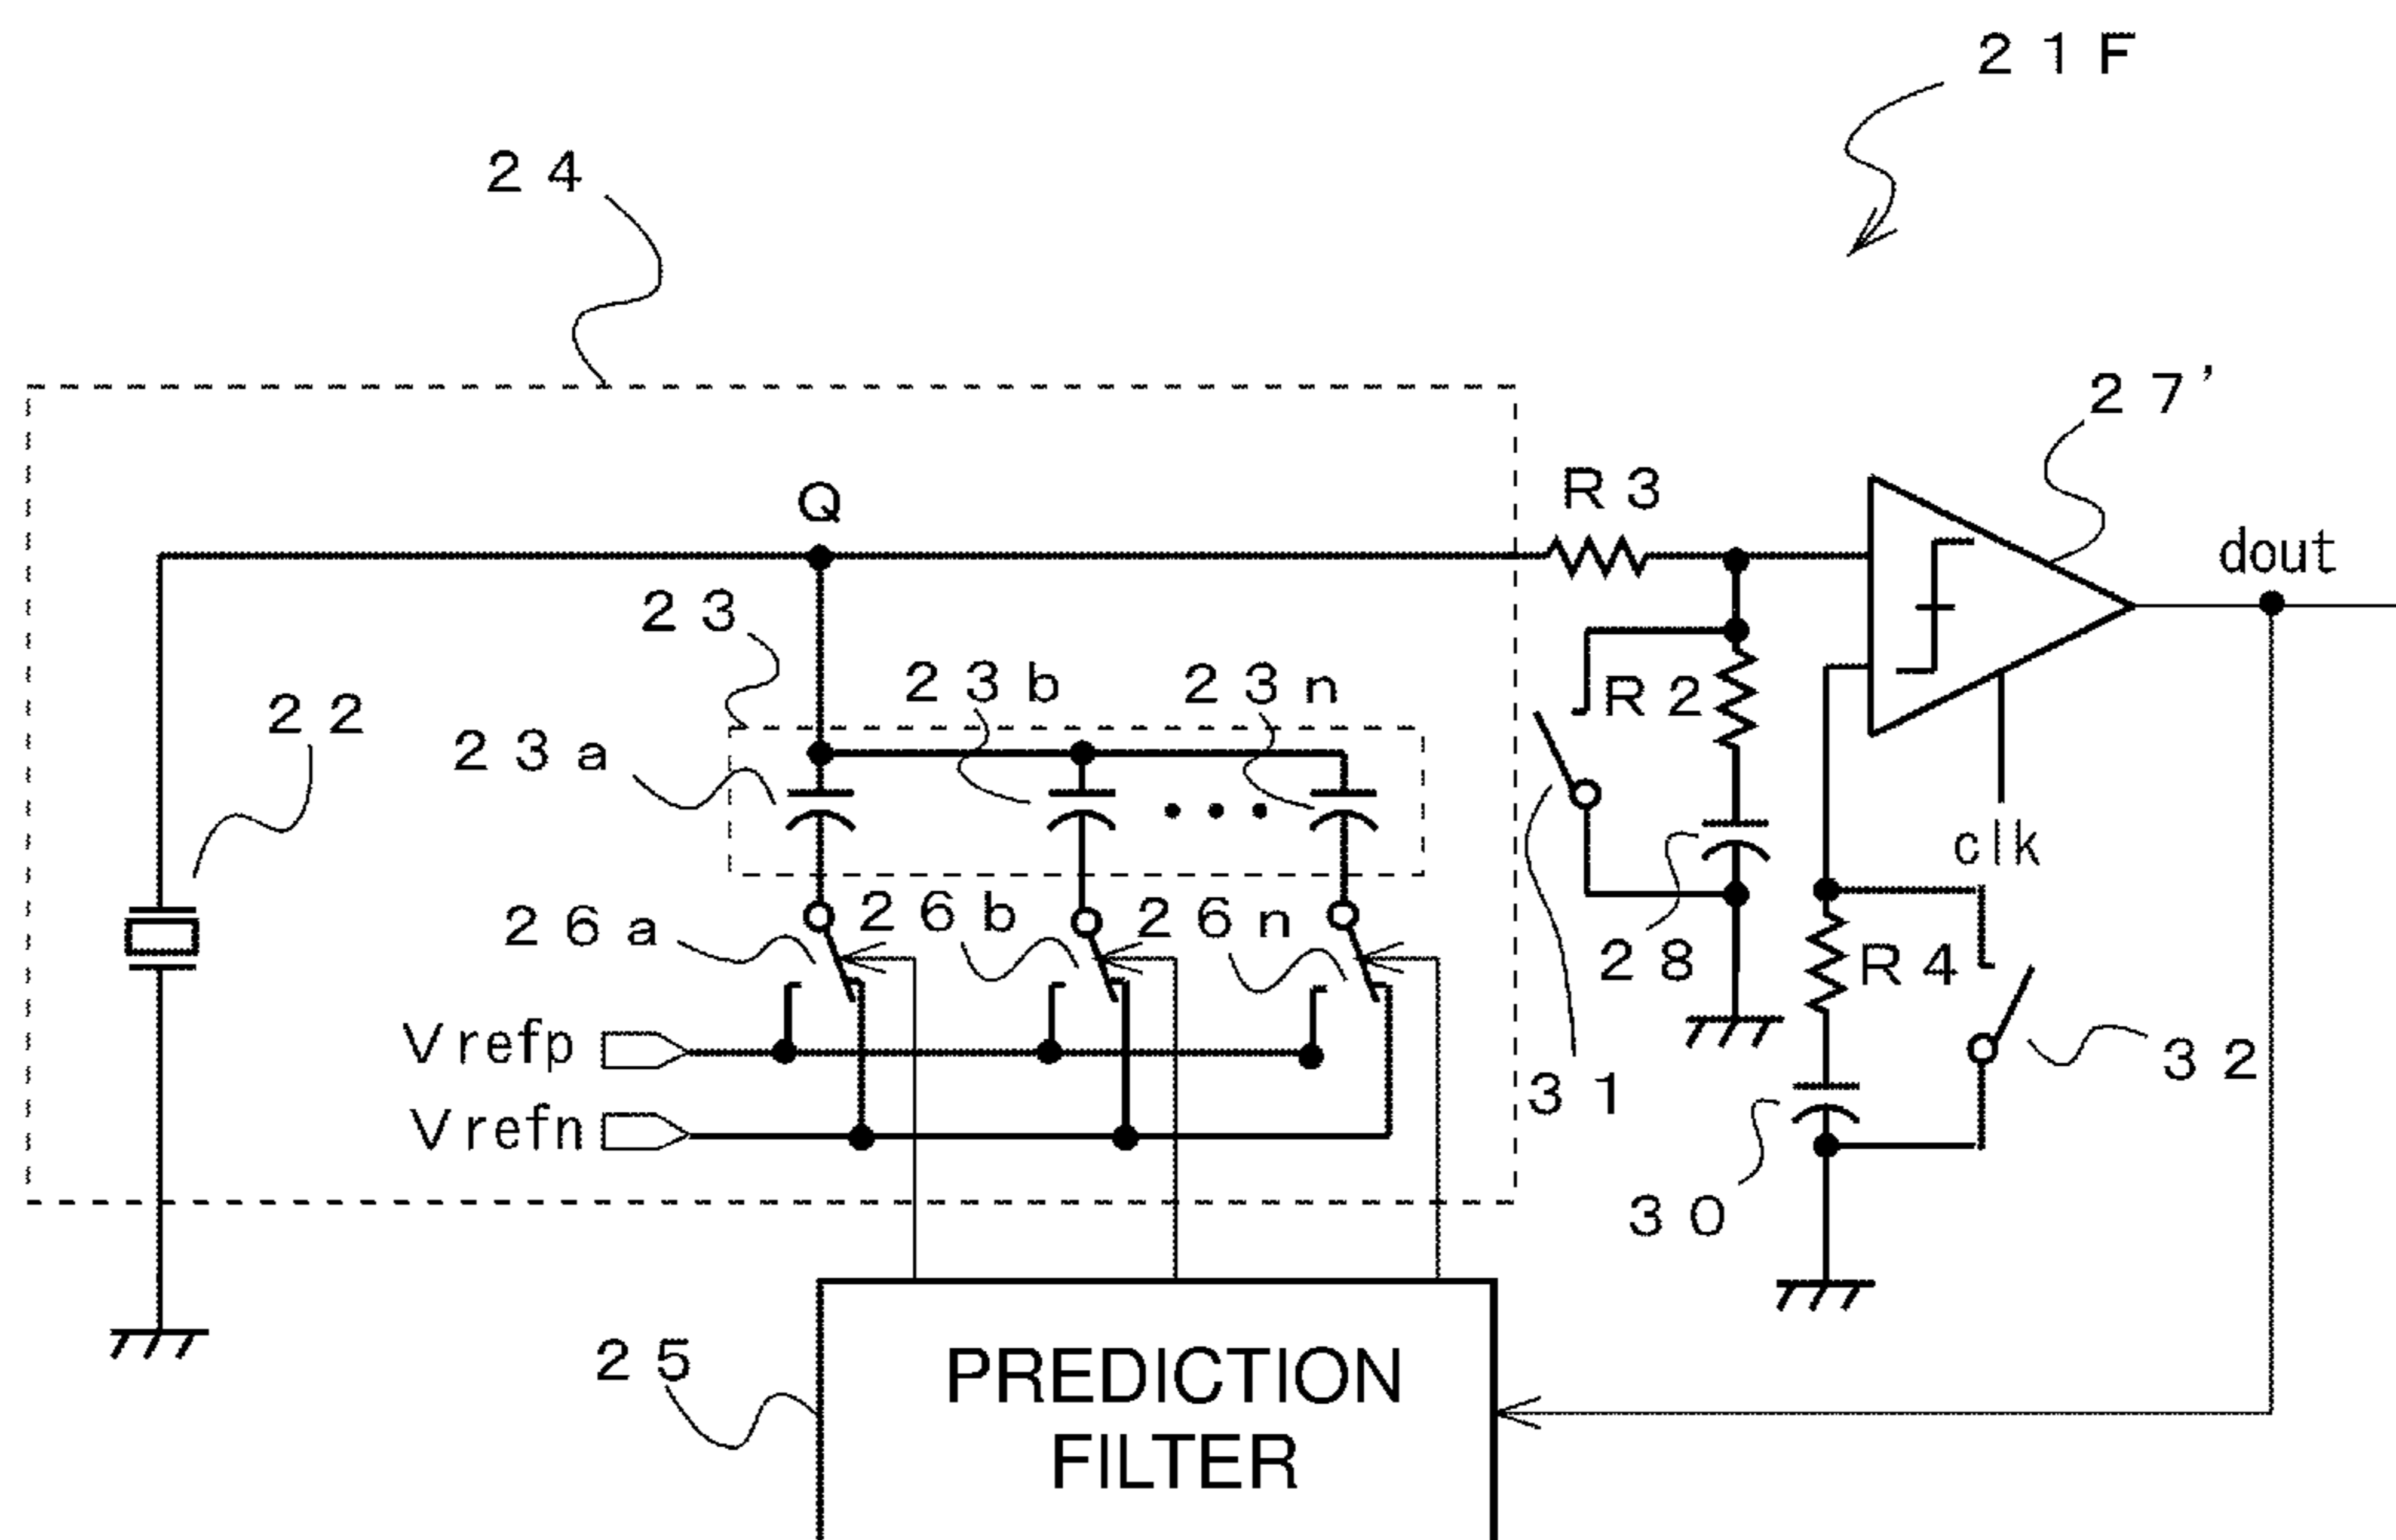 21F
24
27'
R3
Q
dout
23
23b
23n
22
R2
23a
clk
26a
26b
26n
28
R4
Vrefp
32
31
Vrefn
30
25
PREDICTION
FILTER